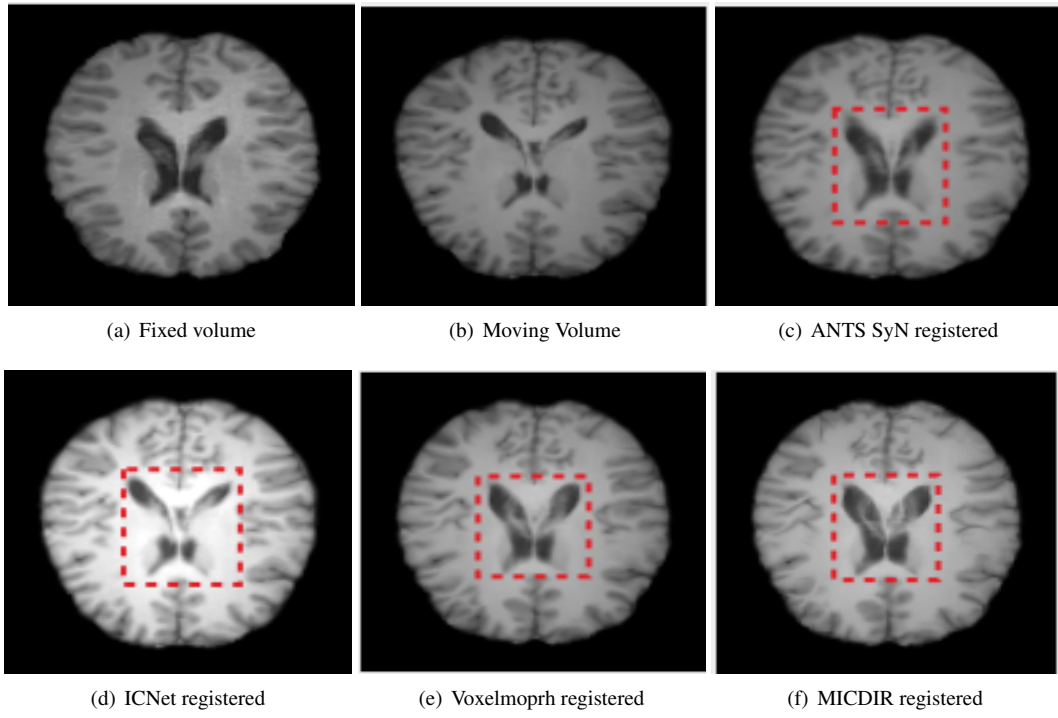 (a) Fixed volume
(b) Moving Volume
(c) ANTS SyN registered
(d) ICNet registered
(e) Voxelmoprh registered
(f) MICDIR registered